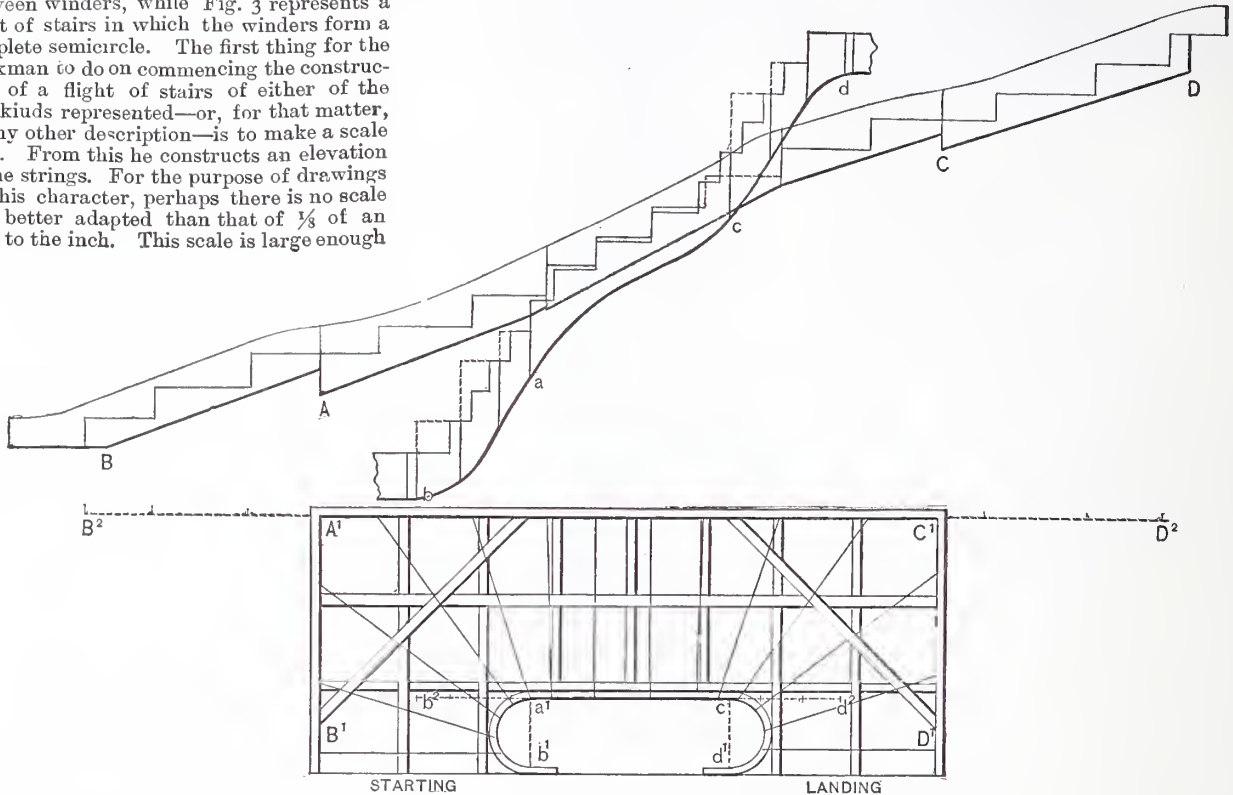 veen winders, while Fig. 3 represents a
t of stairs in which the winders form a
plete semicircle. The first thing for the
kman to do on commencing the construc-
of a flight of stairs of either of the
kiuds represented—or, for that matter,
ny other description—is to make a scale
. From this he constructs an elevation
he strings. For the purpose of drawings
his character, perhaps there is no scale
better adapted than that of ⅛ of an
to the inch. This scale is large enough
d
D
C
c
a
A
B
b
B²
D²
A¹
C¹
b²
a¹
c
d²
B¹
b¹
d¹
D¹
STARTING
LANDING